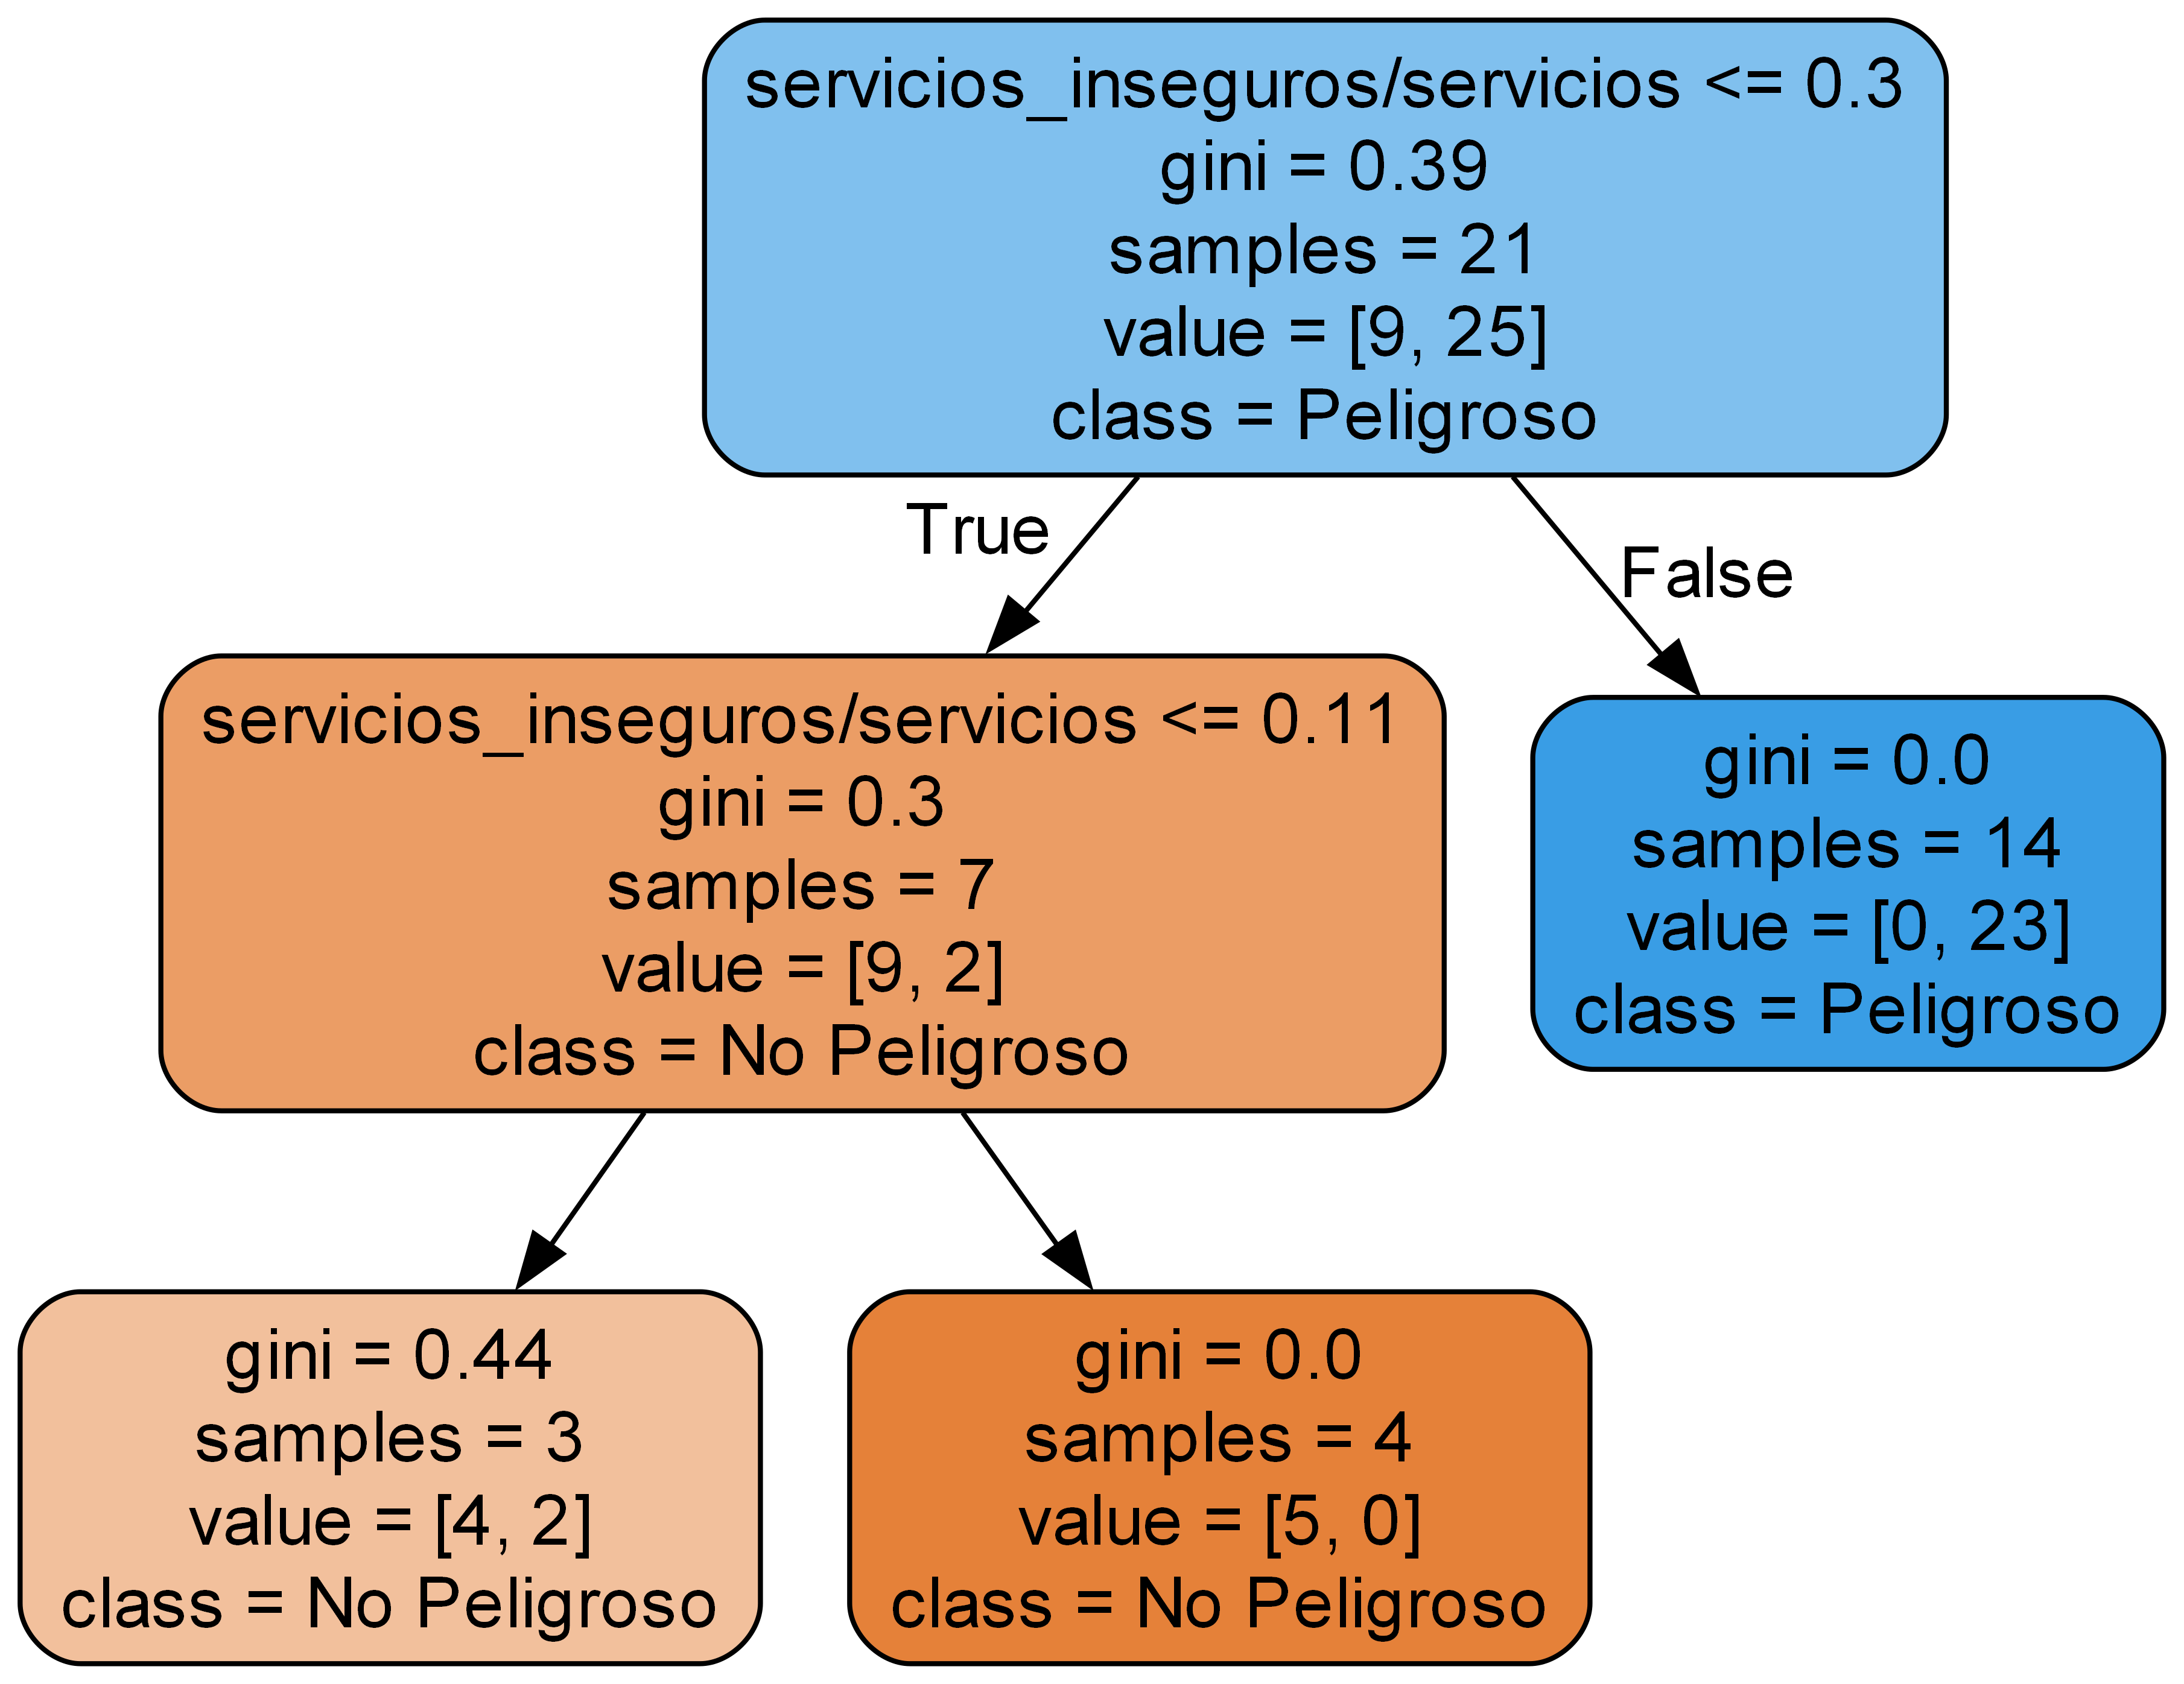 servicios_inseguros/servicios <= 0.3
gini = 0.39
samples = 21
value = [9, 25]
class = Peligroso
True
False
servicios_inseguros/servicios <= 0.11
gini = 0.3
samples = 7
value = [9, 2]
class = No Peligroso
gini = 0.0
samples = 14
value = [0, 23]
class = Peligroso
gini = 0.44
samples = 3
value = [4, 2]
class = No Peligroso
gini = 0.0
samples = 4
value = [5, 0]
class = No Peligroso